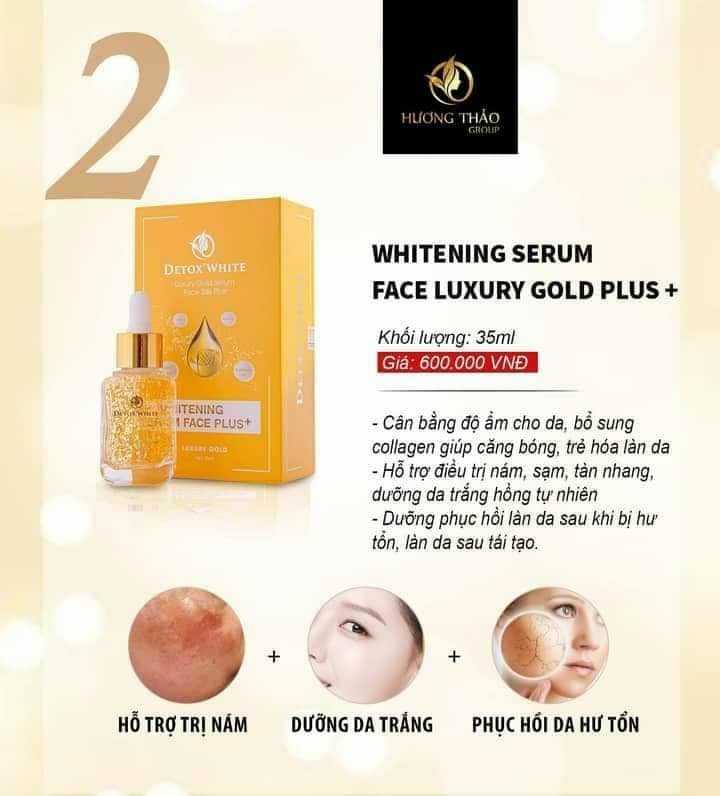 2
HƯƠNG THẢO
GROUP
WHITENING SERUM
FACE LUXURY GOLD PLUS +
Khối lượng: 35ml
Giá: 600.000 VNĐ
- Cân bằng độ ẩm cho da, bổ sung
collagen giúp căng bóng, trẻ hóa làn da
- Hỗ trợ điều trị nám, sạm, tàn nhang,
dưỡng da trắng hồng tự nhiên
- Dưỡng phục hồi làn da sau khi bị hư
tổn, làn da sau tái tạo.
DETOX WHITE
Luxury Gold Serum
Face 24k Plus
LUXURY GOLD
DETOX WHITE
+
+
HỖ TRỢ TRỊ NÁM
DƯỠNG DA TRẮNG
PHỤC HỒI DA HƯ TỔN